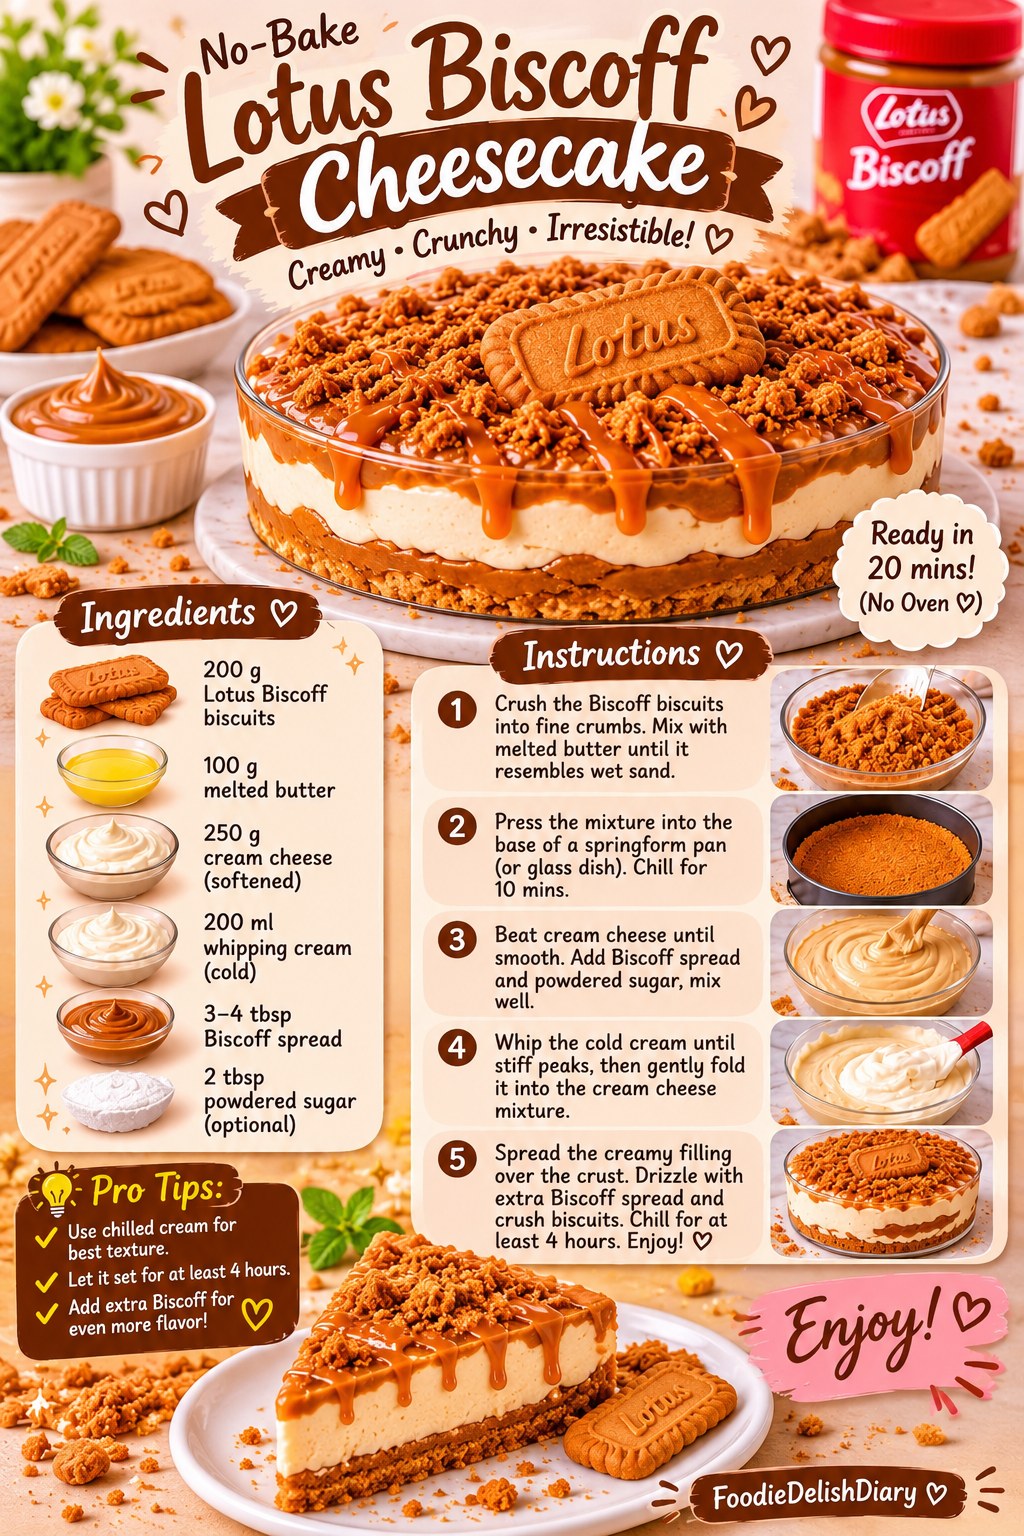 No-Bake
Lotus Biscoff
Cheesecake
Creamy • Crunchy • Irresistible!
Lotus
Biscoff
Lotus
Lotus
Ready in
20 mins!
(No Oven ♡)
Ingredients
Lotus
200 g
Lotus Biscoff
biscuits
100 g
melted butter
250 g
cream cheese
(softened)
200 ml
whipping cream
(cold)
3–4 tbsp
Biscoff spread
2 tbsp
powdered sugar
(optional)
Instructions
1
Crush the Biscoff biscuits
into fine crumbs. Mix with
melted butter until it
resembles wet sand.
2
Press the mixture into the
base of a springform pan
(or glass dish). Chill for
10 mins.
3
Beat cream cheese until
smooth. Add Biscoff spread
and powdered sugar, mix
well.
4
Whip the cold cream until
stiff peaks, then gently fold
it into the cream cheese
mixture.
5
Spread the creamy filling
over the crust. Drizzle with
extra Biscoff spread and
crush biscuits. Chill for at
least 4 hours. Enjoy! ♡
Lotus
Pro Tips:
✓ Use chilled cream for
best texture.
✓ Let it set for at least 4 hours.
✓ Add extra Biscoff for
even more flavor!
Enjoy!
Lotus
FoodieDelishDiary